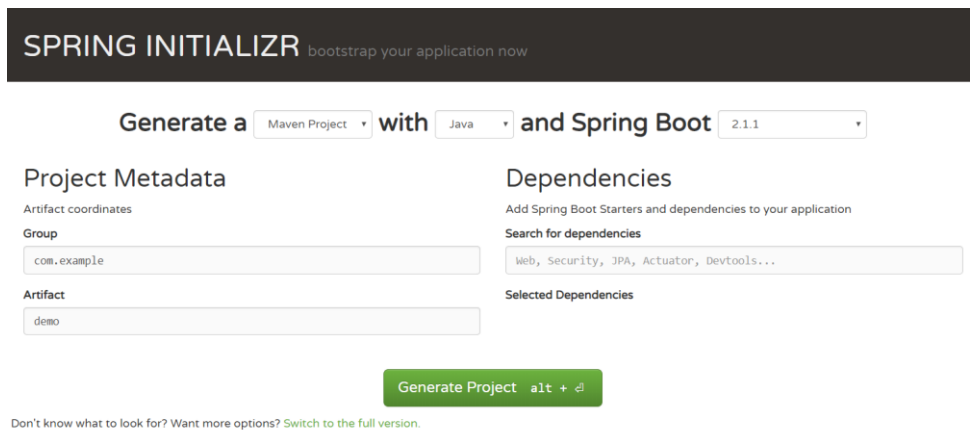 SPRING INITIALIZR bootstrap your application now
Generate a Maven Project with Java and Spring Boot 2.1.1
Project Metadata
Artifact coordinates
Group
com.example
Artifact
demo
Dependencies
Add Spring Boot Starters and dependencies to your application
Search for dependencies
Web, Security, JPA, Actuator, Devtools...
Selected Dependencies
Generate Project alt + ⏎
Don't know what to look for? Want more options? Switch to the full version.